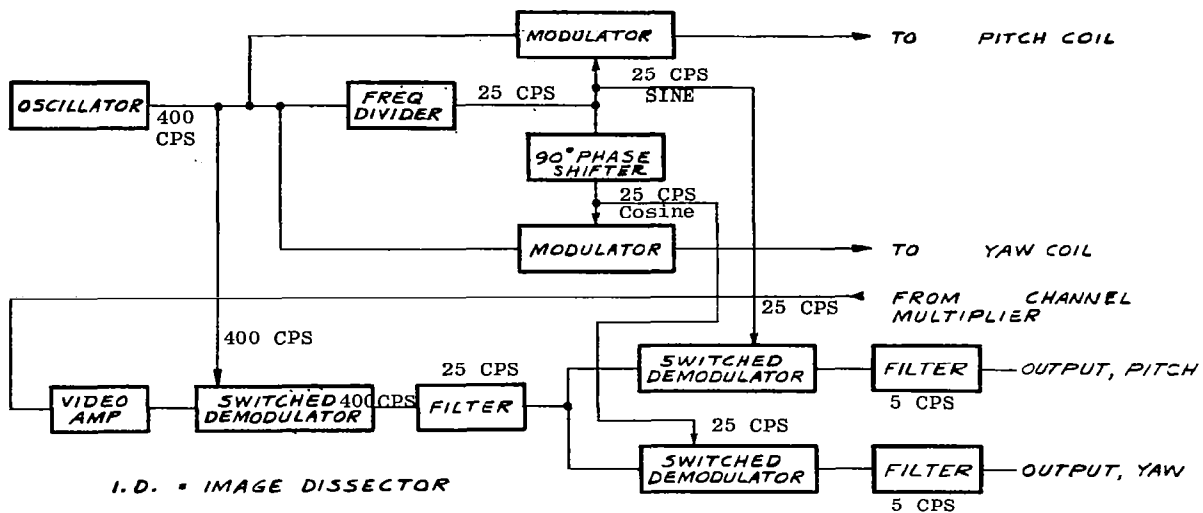 MODULATOR
TO PITCH COIL
OSCILLATOR
400
CPS
FREQ
DIVIDER
25 CPS
25 CPS
SINE
90° PHASE
SHIFTER
25 CPS
Cosine
MODULATOR
TO YAW COIL
FROM CHANNEL
MULTIPLIER
25 CPS
400 CPS
VIDEO
AMP
SWITCHED
DEMODULATOR
400CPS
25 CPS
FILTER
SWITCHED
DEMODULATOR
FILTER
5 CPS
OUTPUT, PITCH
25 CPS
SWITCHED
DEMODULATOR
FILTER
5 CPS
OUTPUT, YAW
I.D. = IMAGE DISSECTOR